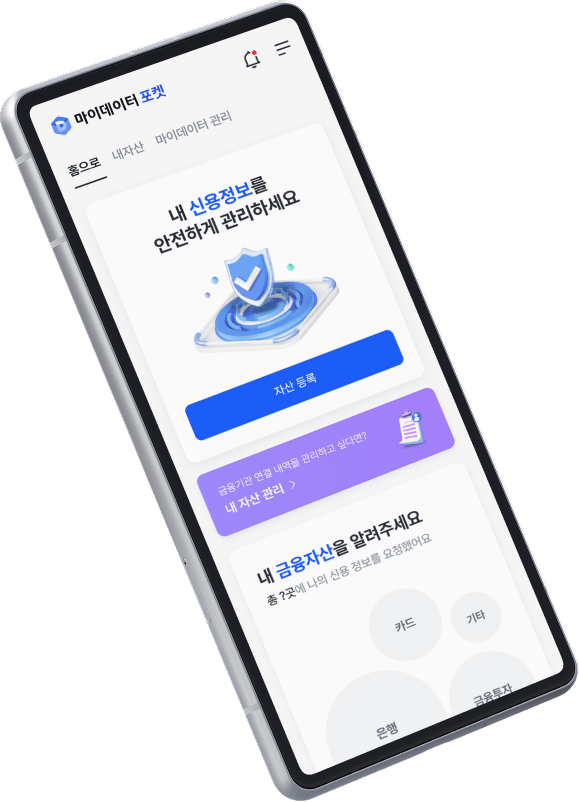 마이데이터 포켓
홈으로 내자산 마이데이터 관리
내 신용정보를
안전하게 관리하세요
자산 등록
금융기관 연결 내역을 관리하고 싶다면?
내 자산 관리 >
내 금융자산을 알려주세요
총 ?곳에 나의 신용 정보를 요청했어요
카드
기타
은행
금융투자